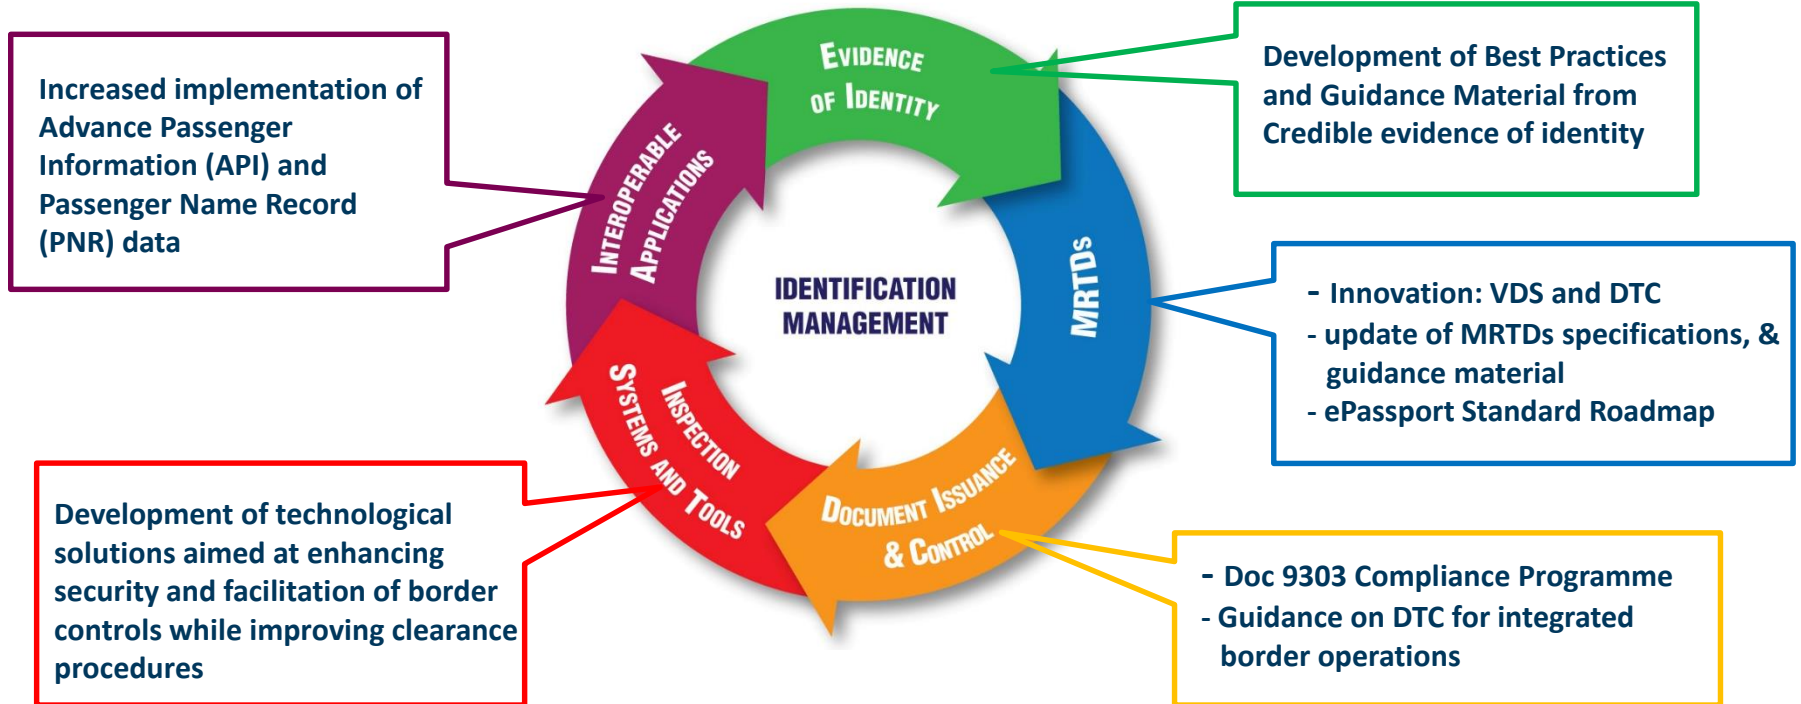 Increased implementation of
Advance Passenger
Information (API) and
Passenger Name Record
(PNR) data
EVIDENCE
OF IDENTITY
Development of Best Practices
and Guidance Material from
Credible evidence of identity
INTEROPERABLE
APPLICATIONS
IDENTIFICATION
MANAGEMENT
MRTDs
- Innovation: VDS and DTC
- update of MRTDs specifications, &
guidance material
- ePassport Standard Roadmap
INSPECTION
SYSTEMS AND TOOLS
DOCUMENT ISSUANCE
& CONTROL
Development of technological
solutions aimed at enhancing
security and facilitation of border
controls while improving clearance
procedures
- Doc 9303 Compliance Programme
- Guidance on DTC for integrated
border operations